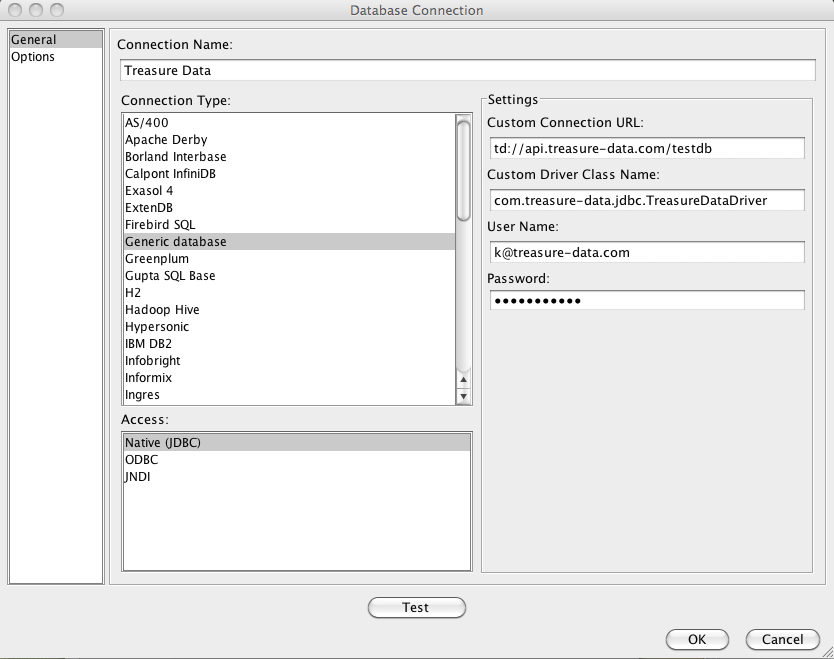 Database Connection
General
Options
Connection Name:
Treasure Data
Connection Type:
AS/400
Apache Derby
Borland Interbase
Calpont InfiniDB
Exasol 4
ExtenDB
Firebird SQL
Generic database
Greenplum
Gupta SQL Base
H2
Hadoop Hive
Hypersonic
IBM DB2
Infobright
Informix
Ingres
Access:
Native (JDBC)
ODBC
JNDI
Settings
Custom Connection URL:
td://api.treasure-data.com/testdb
Custom Driver Class Name:
com.treasure-data.jdbc.TreasureDataDriver
User Name:
k@treasure-data.com
Password:
●●●●●●●●●●●
Test
OK
Cancel